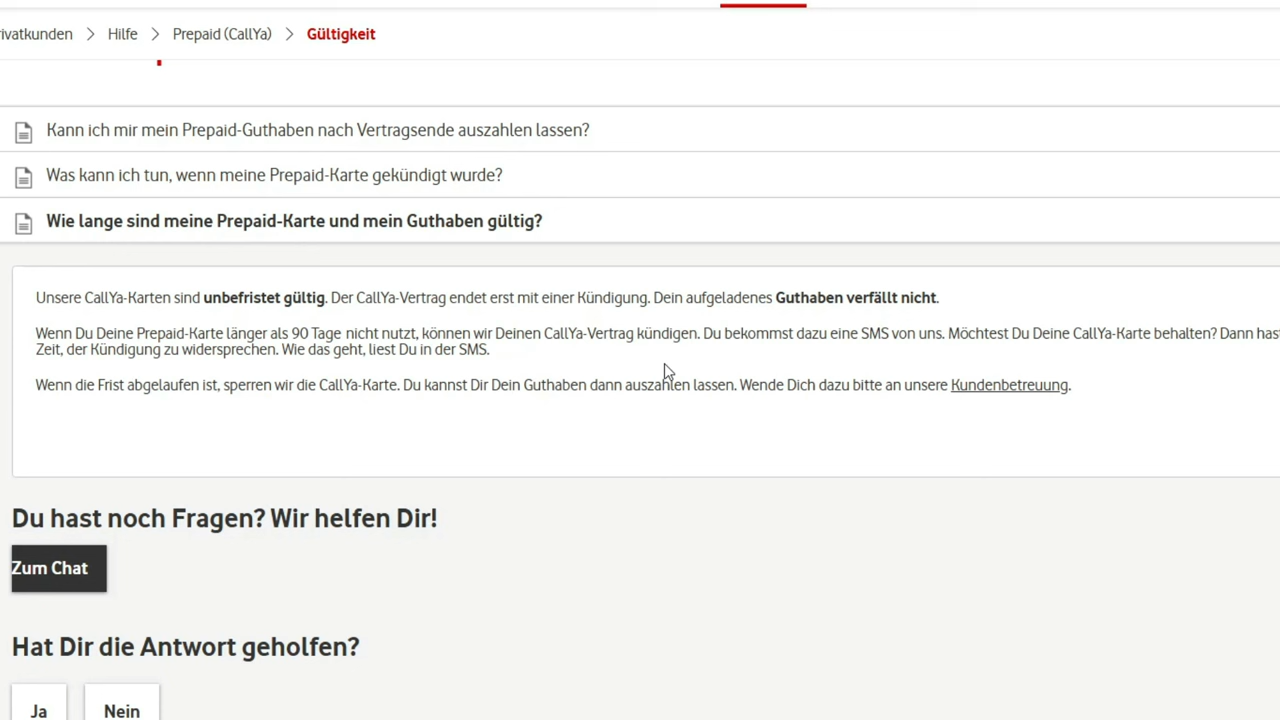 rivatkunden > Hilfe > Prepaid (CallYa) > Gültigkeit
Kann ich mir mein Prepaid-Guthaben nach Vertragsende auszahlen lassen?
Was kann ich tun, wenn meine Prepaid-Karte gekündigt wurde?
Wie lange sind meine Prepaid-Karte und mein Guthaben gültig?
Unsere CallYa-Karten sind unbefristet gültig. Der CallYa-Vertrag endet erst mit einer Kündigung. Dein aufgeladenes Guthaben verfällt nicht.
Wenn Du Deine Prepaid-Karte länger als 90 Tage nicht nutzt, können wir Deinen CallYa-Vertrag kündigen. Du bekommst dazu eine SMS von uns. Möchtest Du Deine CallYa-Karte behalten? Dann has
Zeit, der Kündigung zu widersprechen. Wie das geht, liest Du in der SMS.
Wenn die Frist abgelaufen ist, sperren wir die CallYa-Karte. Du kannst Dir Dein Guthaben dann auszahlen lassen. Wende Dich dazu bitte an unsere Kundenbetreuung.
Du hast noch Fragen? Wir helfen Dir!
Zum Chat
Hat Dir die Antwort geholfen?
Ja Nein